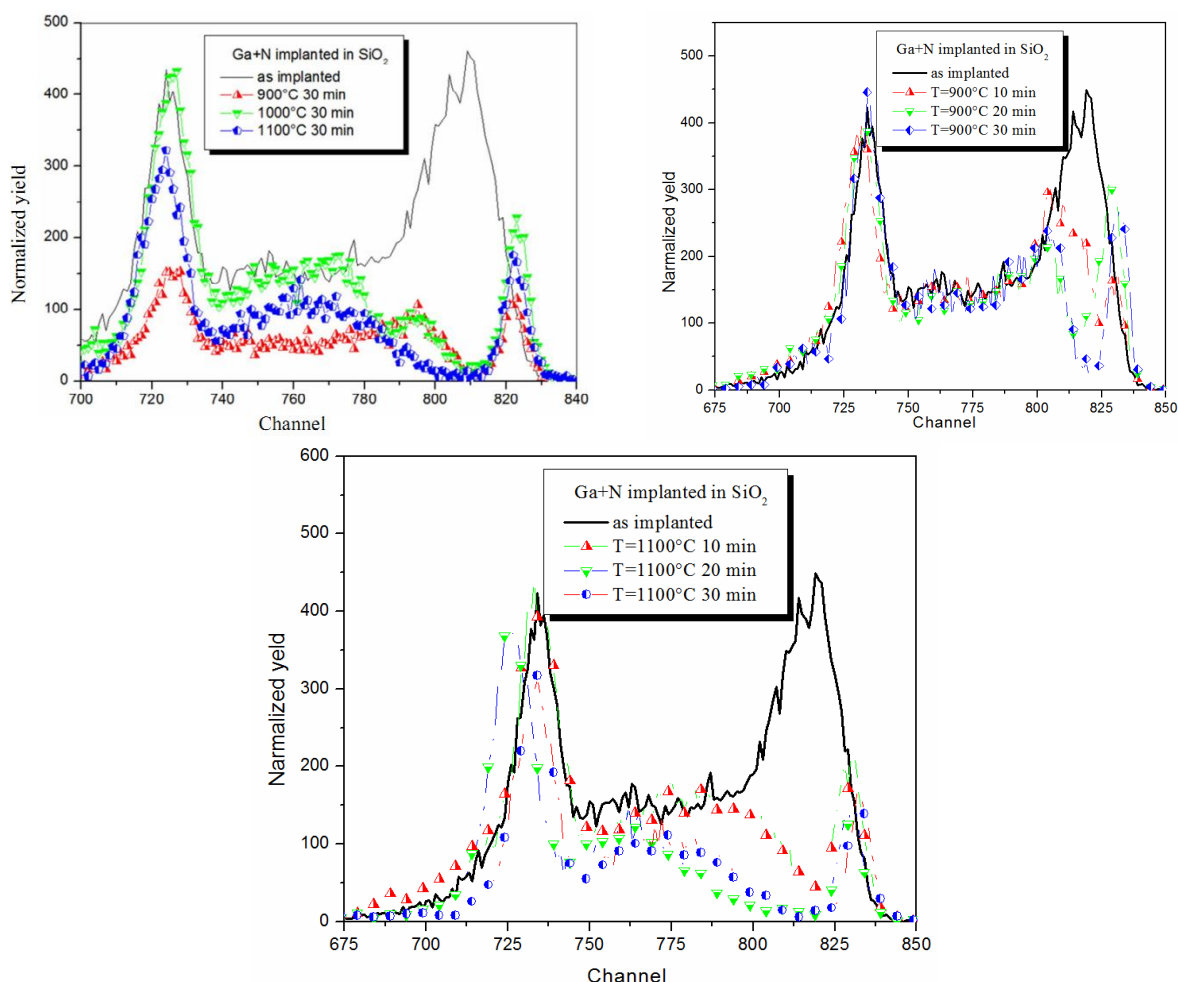 500
400
300
200
100
0
Normalized yield
Ga+N implanted in SiO₂
as implanted
900°C 30 min
1000°C 30 min
1100°C 30 min
700 720 740 760 780 800 820 840
Channel
500
400
300
200
100
0
Narmalized yeld
Ga+N implanted in SiO₂
as implanted
T=900°C 10 min
T=900°C 20 min
T=900°C 30 min
675 700 725 750 775 800 825 850
Channel
600
500
400
300
200
100
0
Narmalized yeld
Ga+N implanted in SiO₂
as implanted
T=1100°C 10 min
T=1100°C 20 min
T=1100°C 30 min
675 700 725 750 775 800 825 850
Channel